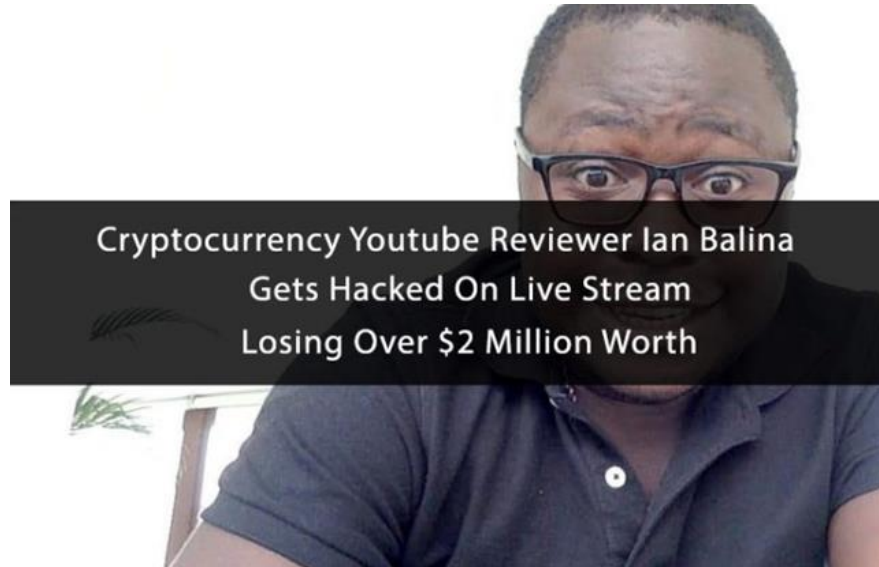 Cryptocurrency Youtube Reviewer Ian Balina
Gets Hacked On Live Stream
Losing Over $2 Million Worth